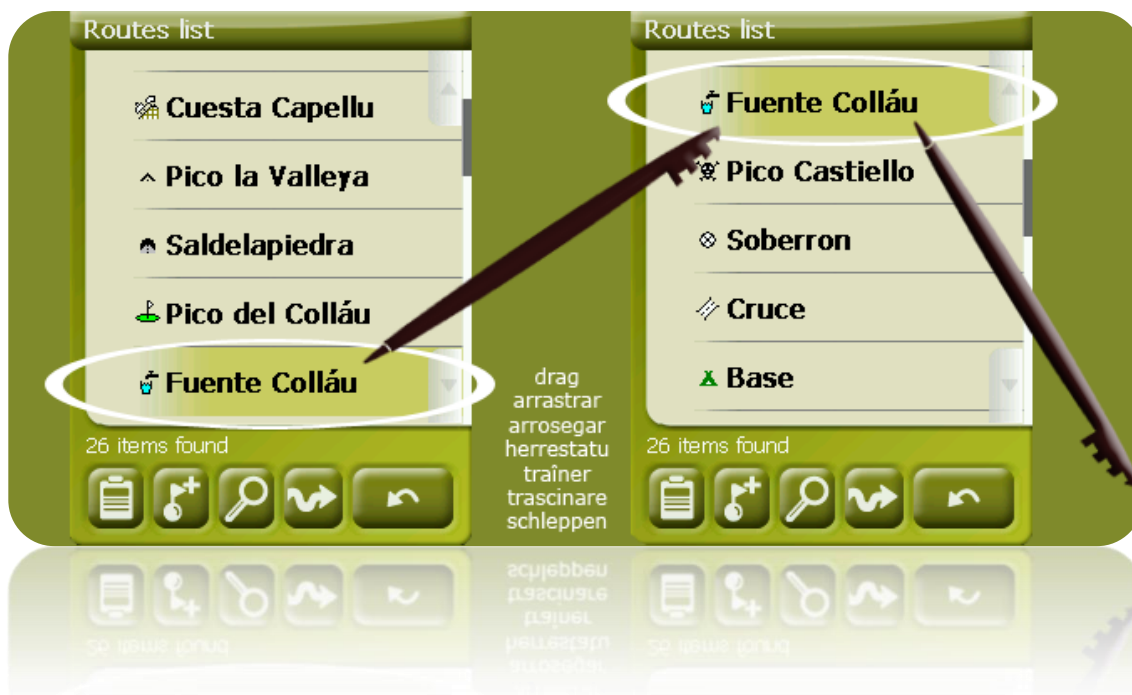 Routes list
Cuesta Capellu
Pico la Valleya
Saldelapiedra
Pico del Colláu
Fuente Colláu
26 items found
drag
arrastrar
arrosegar
herrestatu
traîner
trascinare
schleppen
Routes list
Fuente Colláu
Pico Castiello
Soberron
Cruce
Base
26 items found